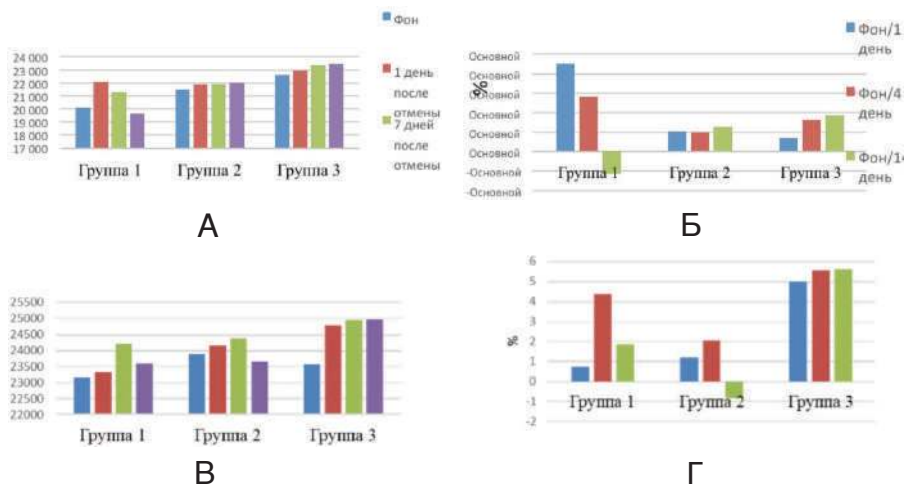 24 000
23 000
22 000
21 000
20 000
19 000
18 000
17 000
Группа 1 Группа 2 Группа 3
Фон
1 день
после
отмены
7 дней
после
отмены
А
%
Основной
Основной
Основной
Основной
Основной
Основной
-Основной
-Основной
Группа 1 Группа 2 Группа 3
Фон/1
день
Фон/4
день
Фон/14
день
Б
25500
25000
24500
24000
23500
23000
22500
22000
Группа 1 Группа 2 Группа 3
В
%
6
5
4
3
2
1
0
-1
-2
Группа 1 Группа 2 Группа 3
Г